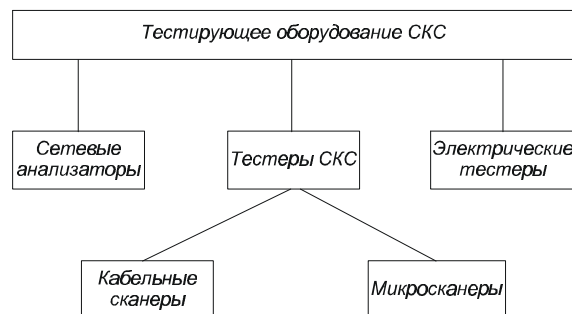 Тестирующее оборудование СКС
Сетевые
анализаторы
Тестеры СКС
Электрические
тестеры
Кабельные
сканеры
Микросканеры